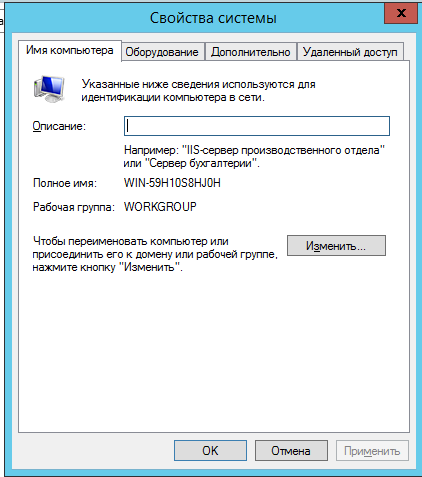 Свойства системы
x
Имя компьютера Оборудование Дополнительно Удаленный доступ
Указанные ниже сведения используются для
идентификации компьютера в сети.
Описание:
Например: "IIS-сервер производственного отдела"
или "Сервер бухгалтерии".
Полное имя: WIN-59H10S8HJ0H
Рабочая группа: WORKGROUP
Чтобы переименовать компьютер или
присоединить его к домену или рабочей группе,
нажмите кнопку "Изменить".
Изменить...
OK Отмена Применить